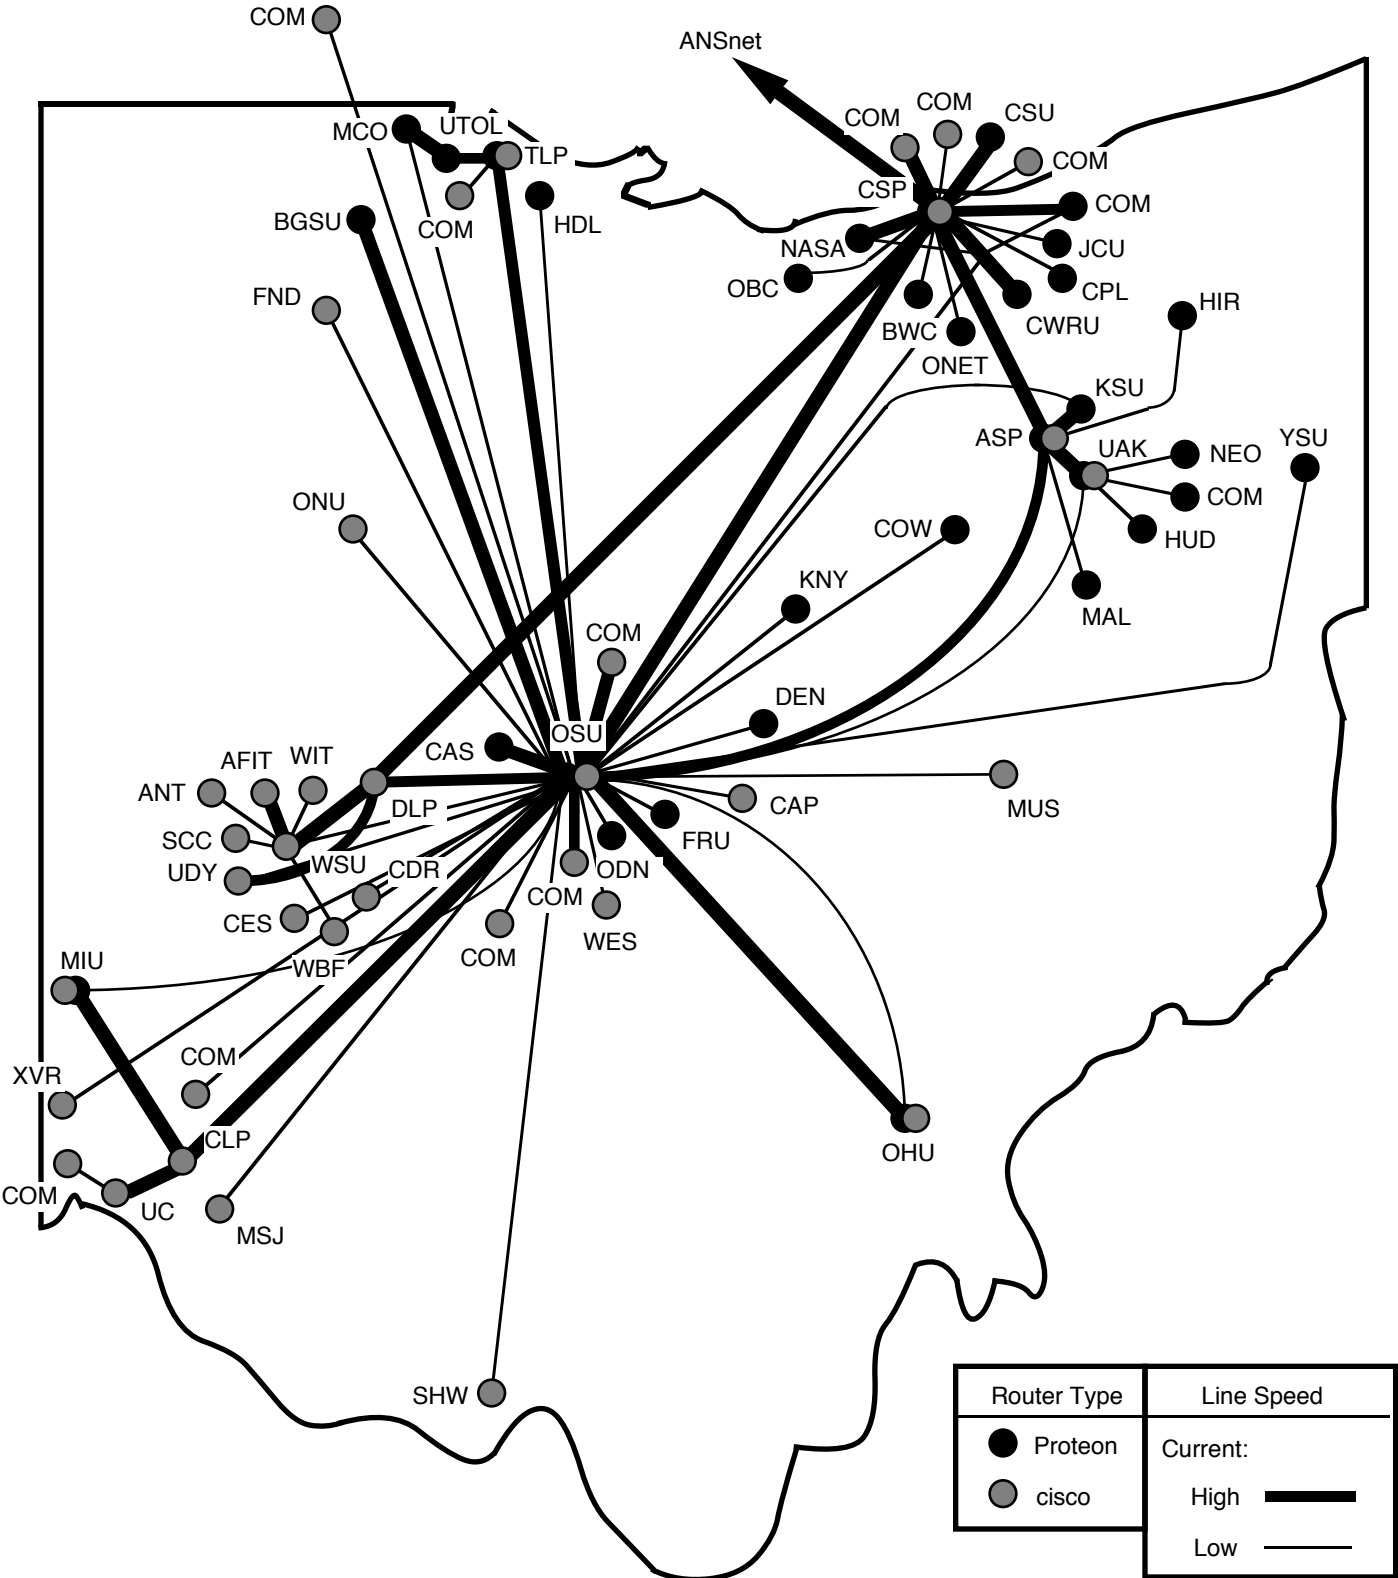 COM
ANSnet
COM
COM
CSU
MCO
UTOL
TLP
COM
CSP
COM
BGSU
COM
HDL
NASA
JCU
OBC
CPL
FND
HIR
BWC
CWRU
ONET
KSU
ASP
UAK
NEO
YSU
ONU
COM
COW
HUD
KNY
MAL
COM
DEN
OSU
CAS
AFIT
WIT
ANT
DLP
CAP
MUS
SCC
FRU
UDY
WSU
CDR
ODN
CES
COM
WES
COM
MIU
WBF
COM
XVR
CLP
OHU
COM
UC
MSJ
SHW
Router Type
Line Speed
Proteon
Current:
cisco
High
Low